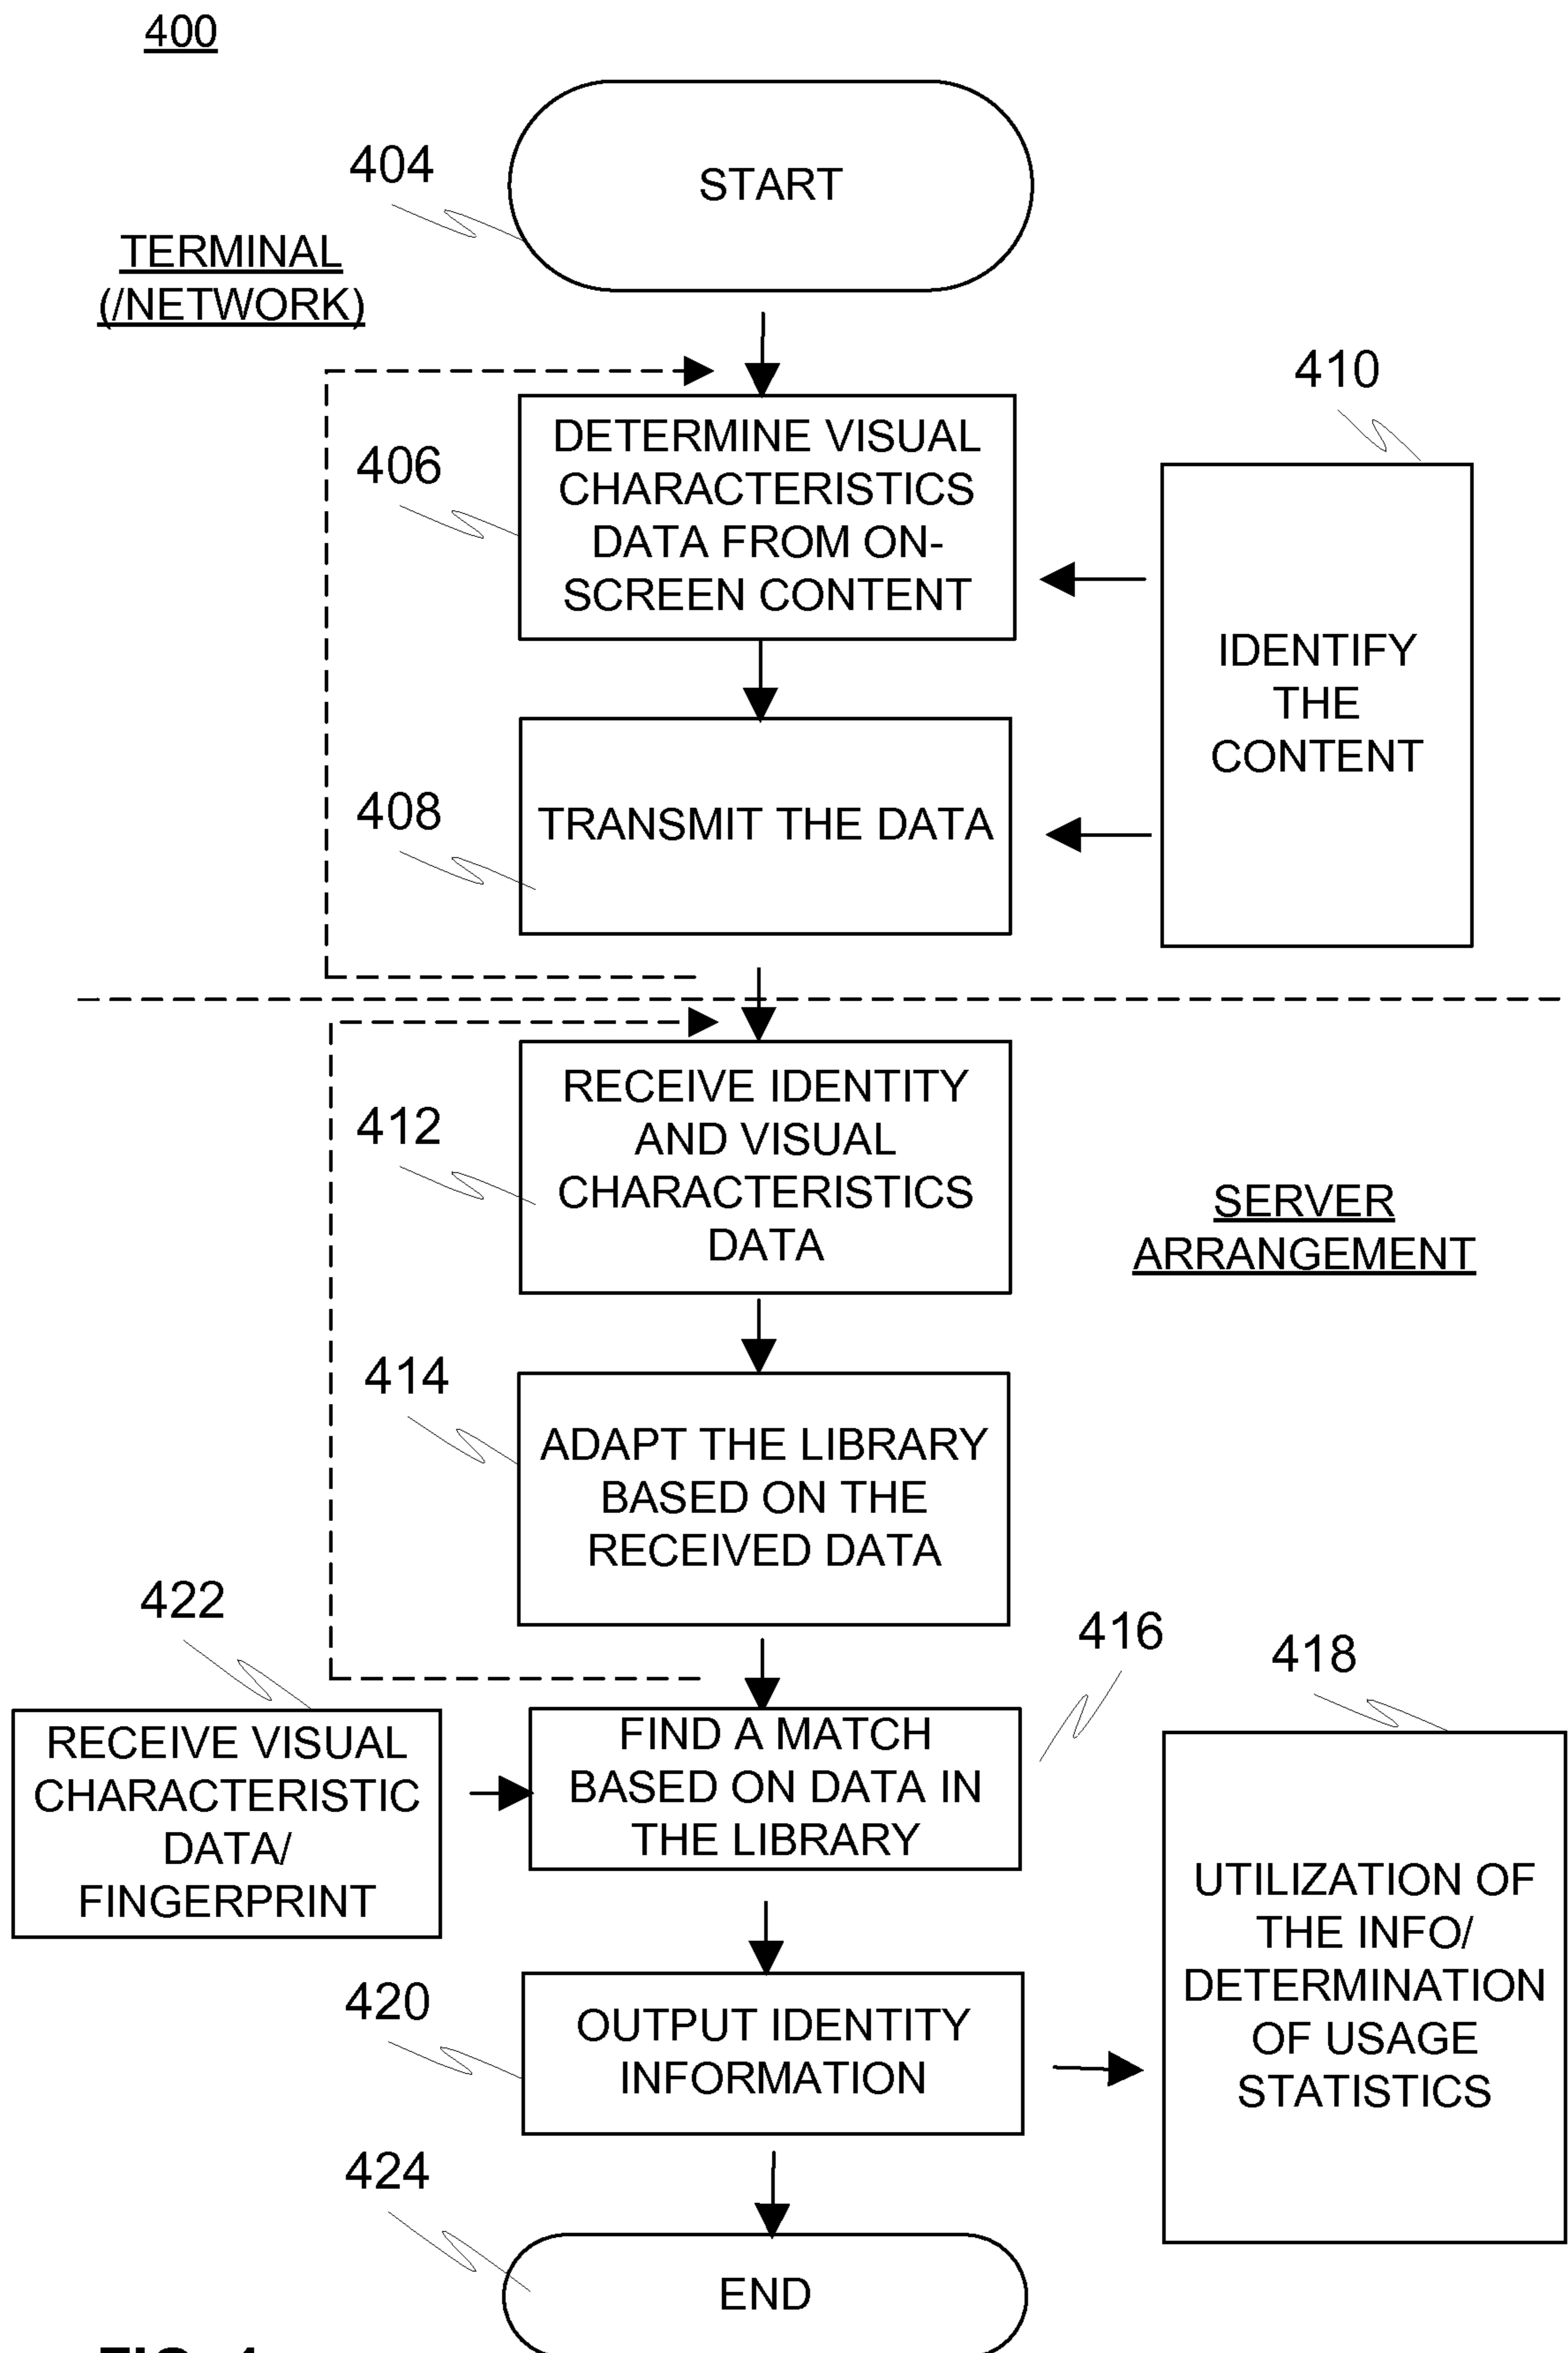 400
404
START
TERMINAL
(/NETWORK)
410
406
DETERMINE VISUAL
CHARACTERISTICS
DATA FROM ON-
SCREEN CONTENT
IDENTIFY
THE
CONTENT
408
TRANSMIT THE DATA
412
RECEIVE IDENTITY
AND VISUAL
CHARACTERISTICS
DATA
SERVER
ARRANGEMENT
414
ADAPT THE LIBRARY
BASED ON THE
RECEIVED DATA
422
416
418
RECEIVE VISUAL
CHARACTERISTIC
DATA/
FINGERPRINT
FIND A MATCH
BASED ON DATA IN
THE LIBRARY
UTILIZATION OF
THE INFO/
DETERMINATION
OF USAGE
STATISTICS
420
OUTPUT IDENTITY
INFORMATION
424
END